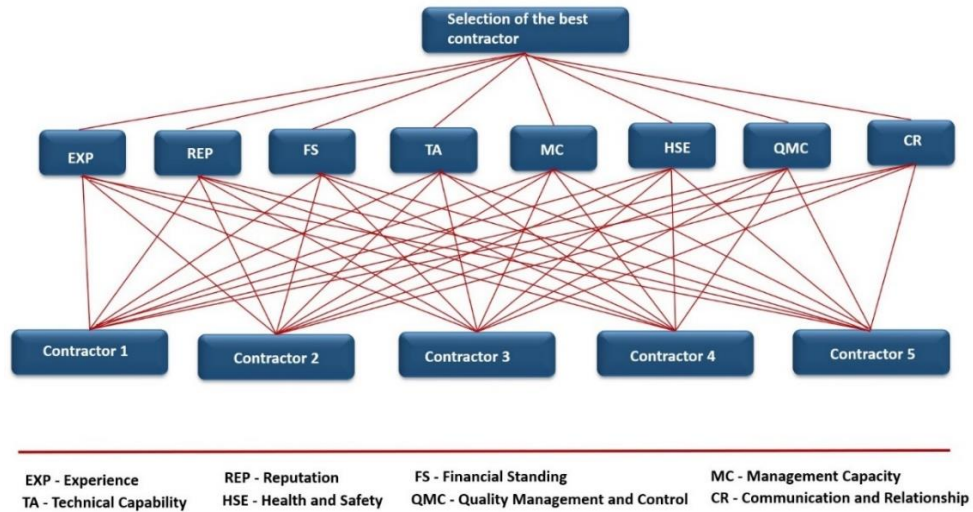 Selection of the best
contractor
EXP
REP
FS
TA
MC
HSE
QMC
CR
Contractor 1
Contractor 2
Contractor 3
Contractor 4
Contractor 5
EXP - Experience
REP - Reputation
FS - Financial Standing
MC - Management Capacity
TA - Technical Capability
HSE - Health and Safety
QMC - Quality Management and Control
CR - Communication and Relationship